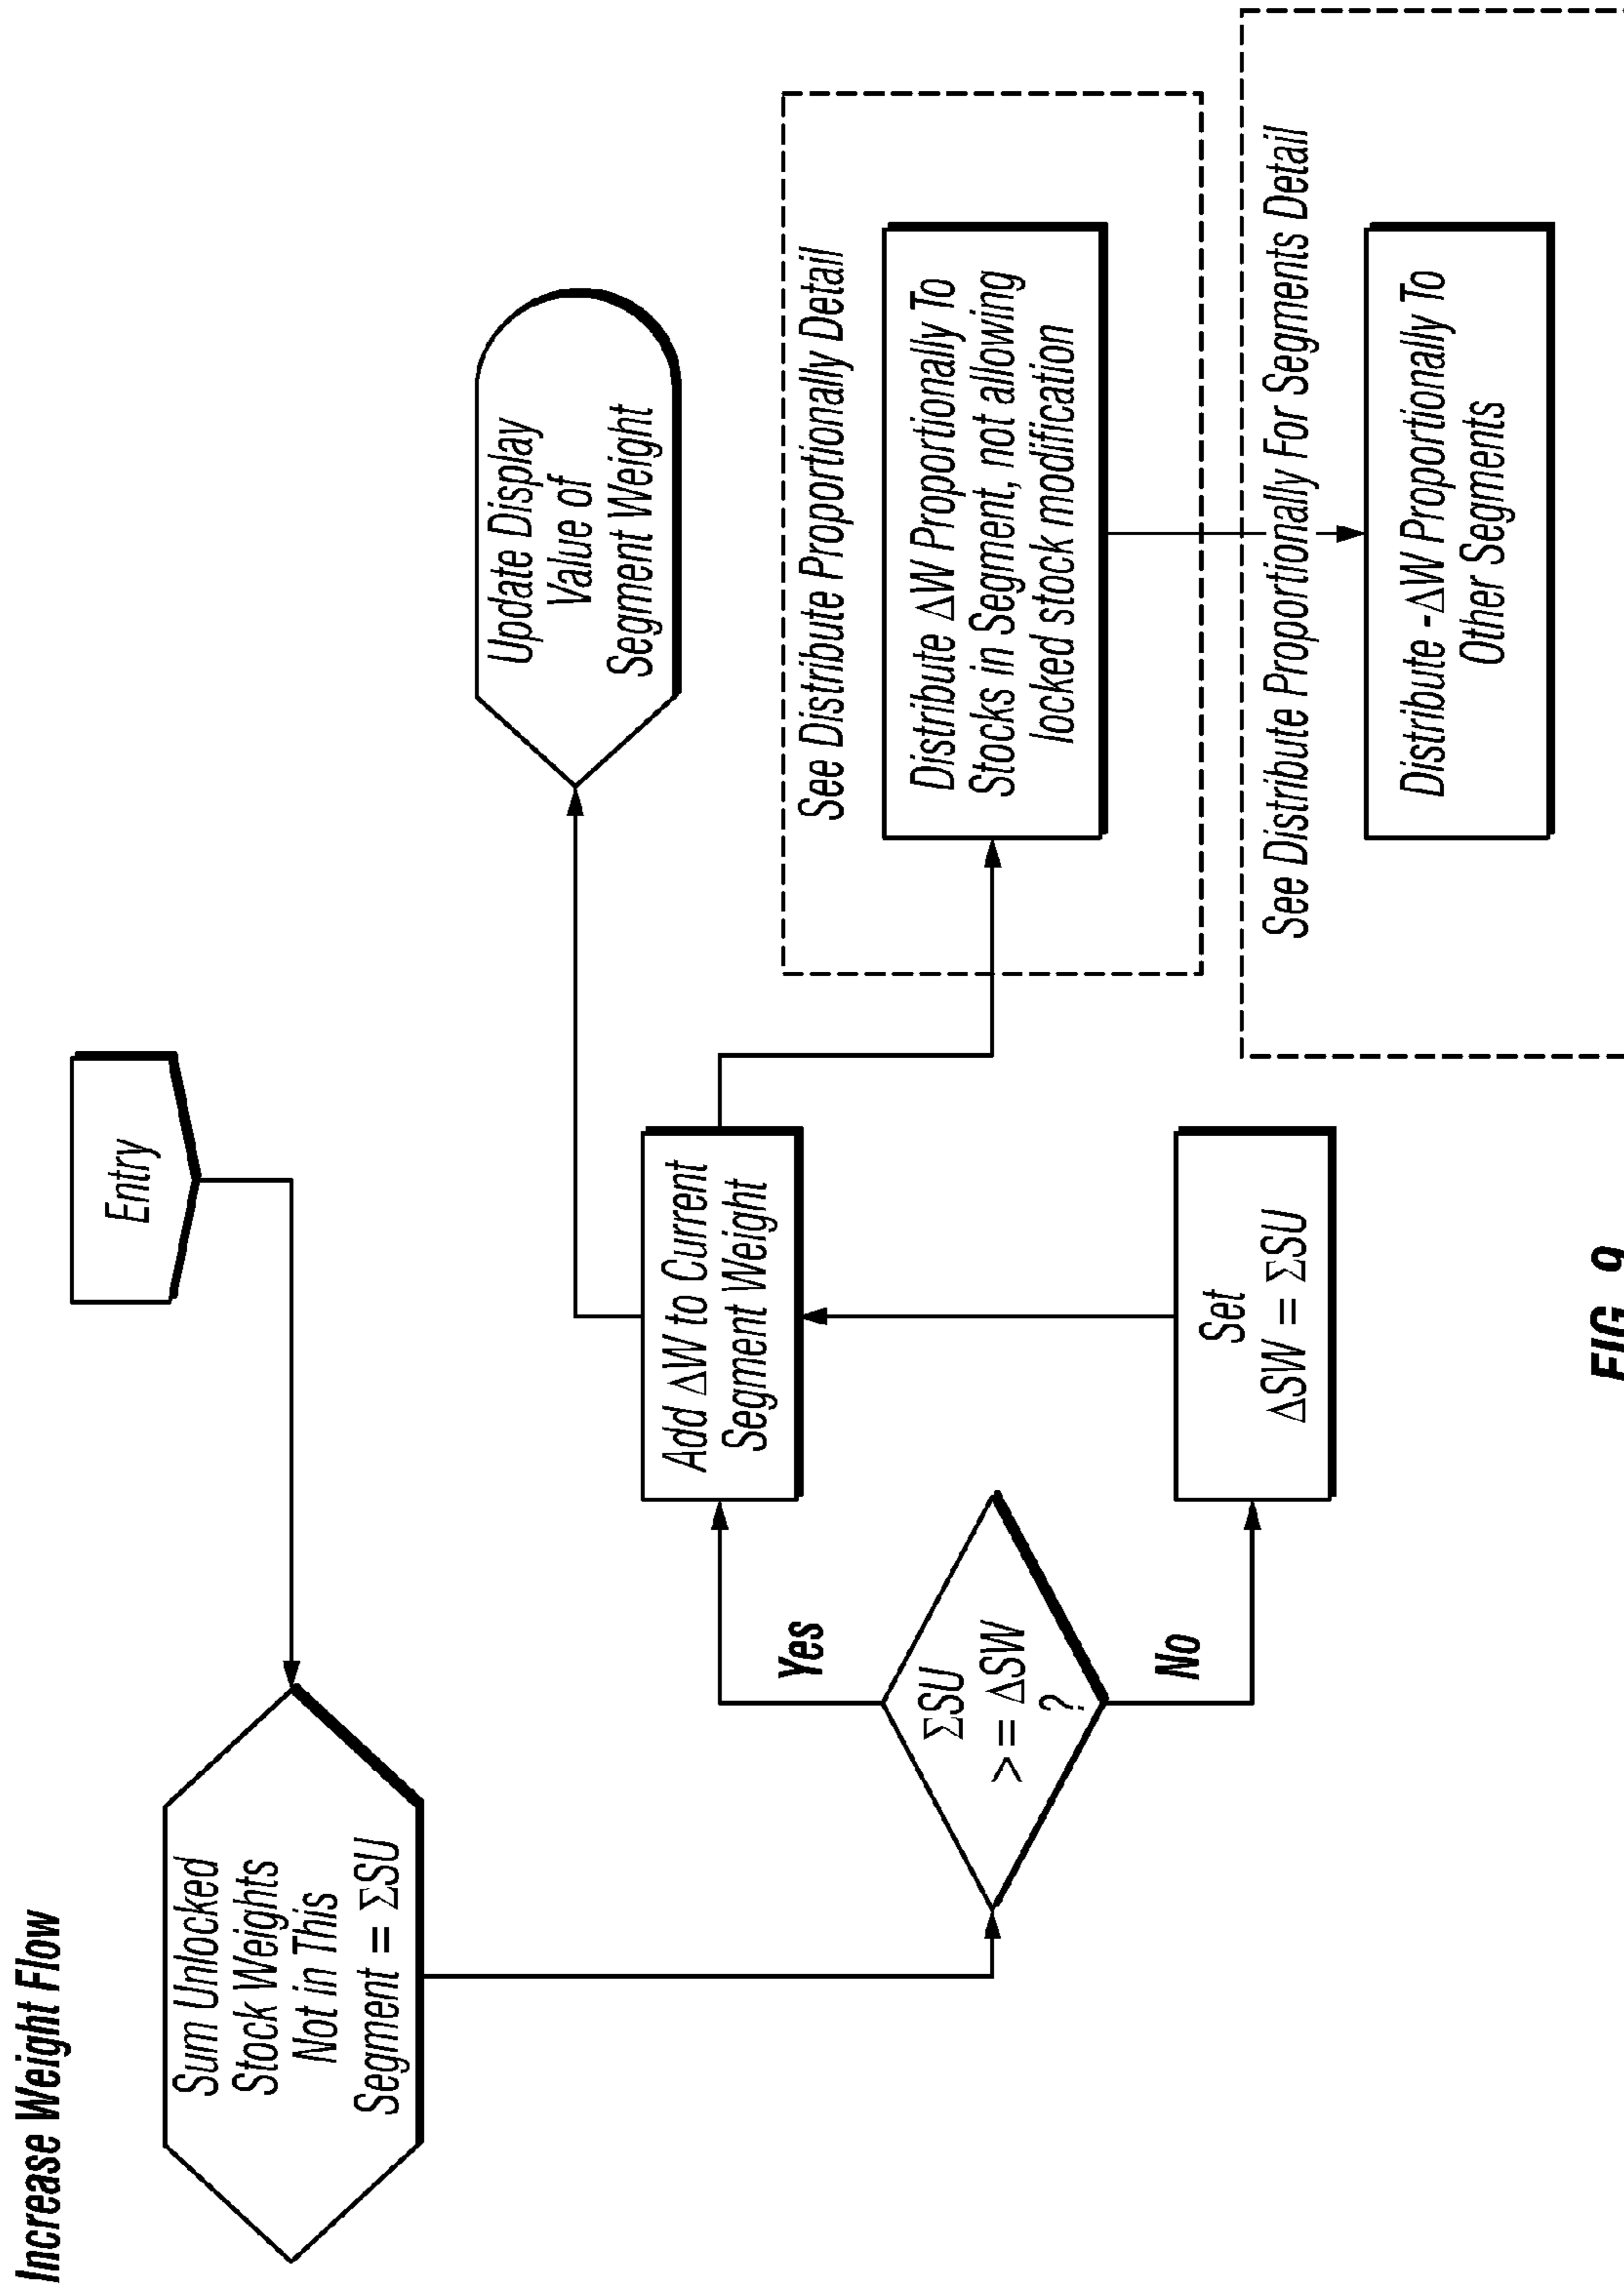 Increase Weight Flow
Entry
Sum Unlocked
Stock Weights
Not in This
Segment = ΣSU
ΣSU
>= ΔSW
?
Yes
No
Add ΔW to Current
Segment Weight
Set
ΔSW = ΣSU
Update Display
Value of
Segment Weight
See Distribute Proportionally Detail
Distribute ΔW Proportionally To
Stocks in Segment, not allowing
locked stock modification
See Distribute Proportionally For Segments Detail
Distribute -ΔW Proportionally To
Other Segments
FIG. 9